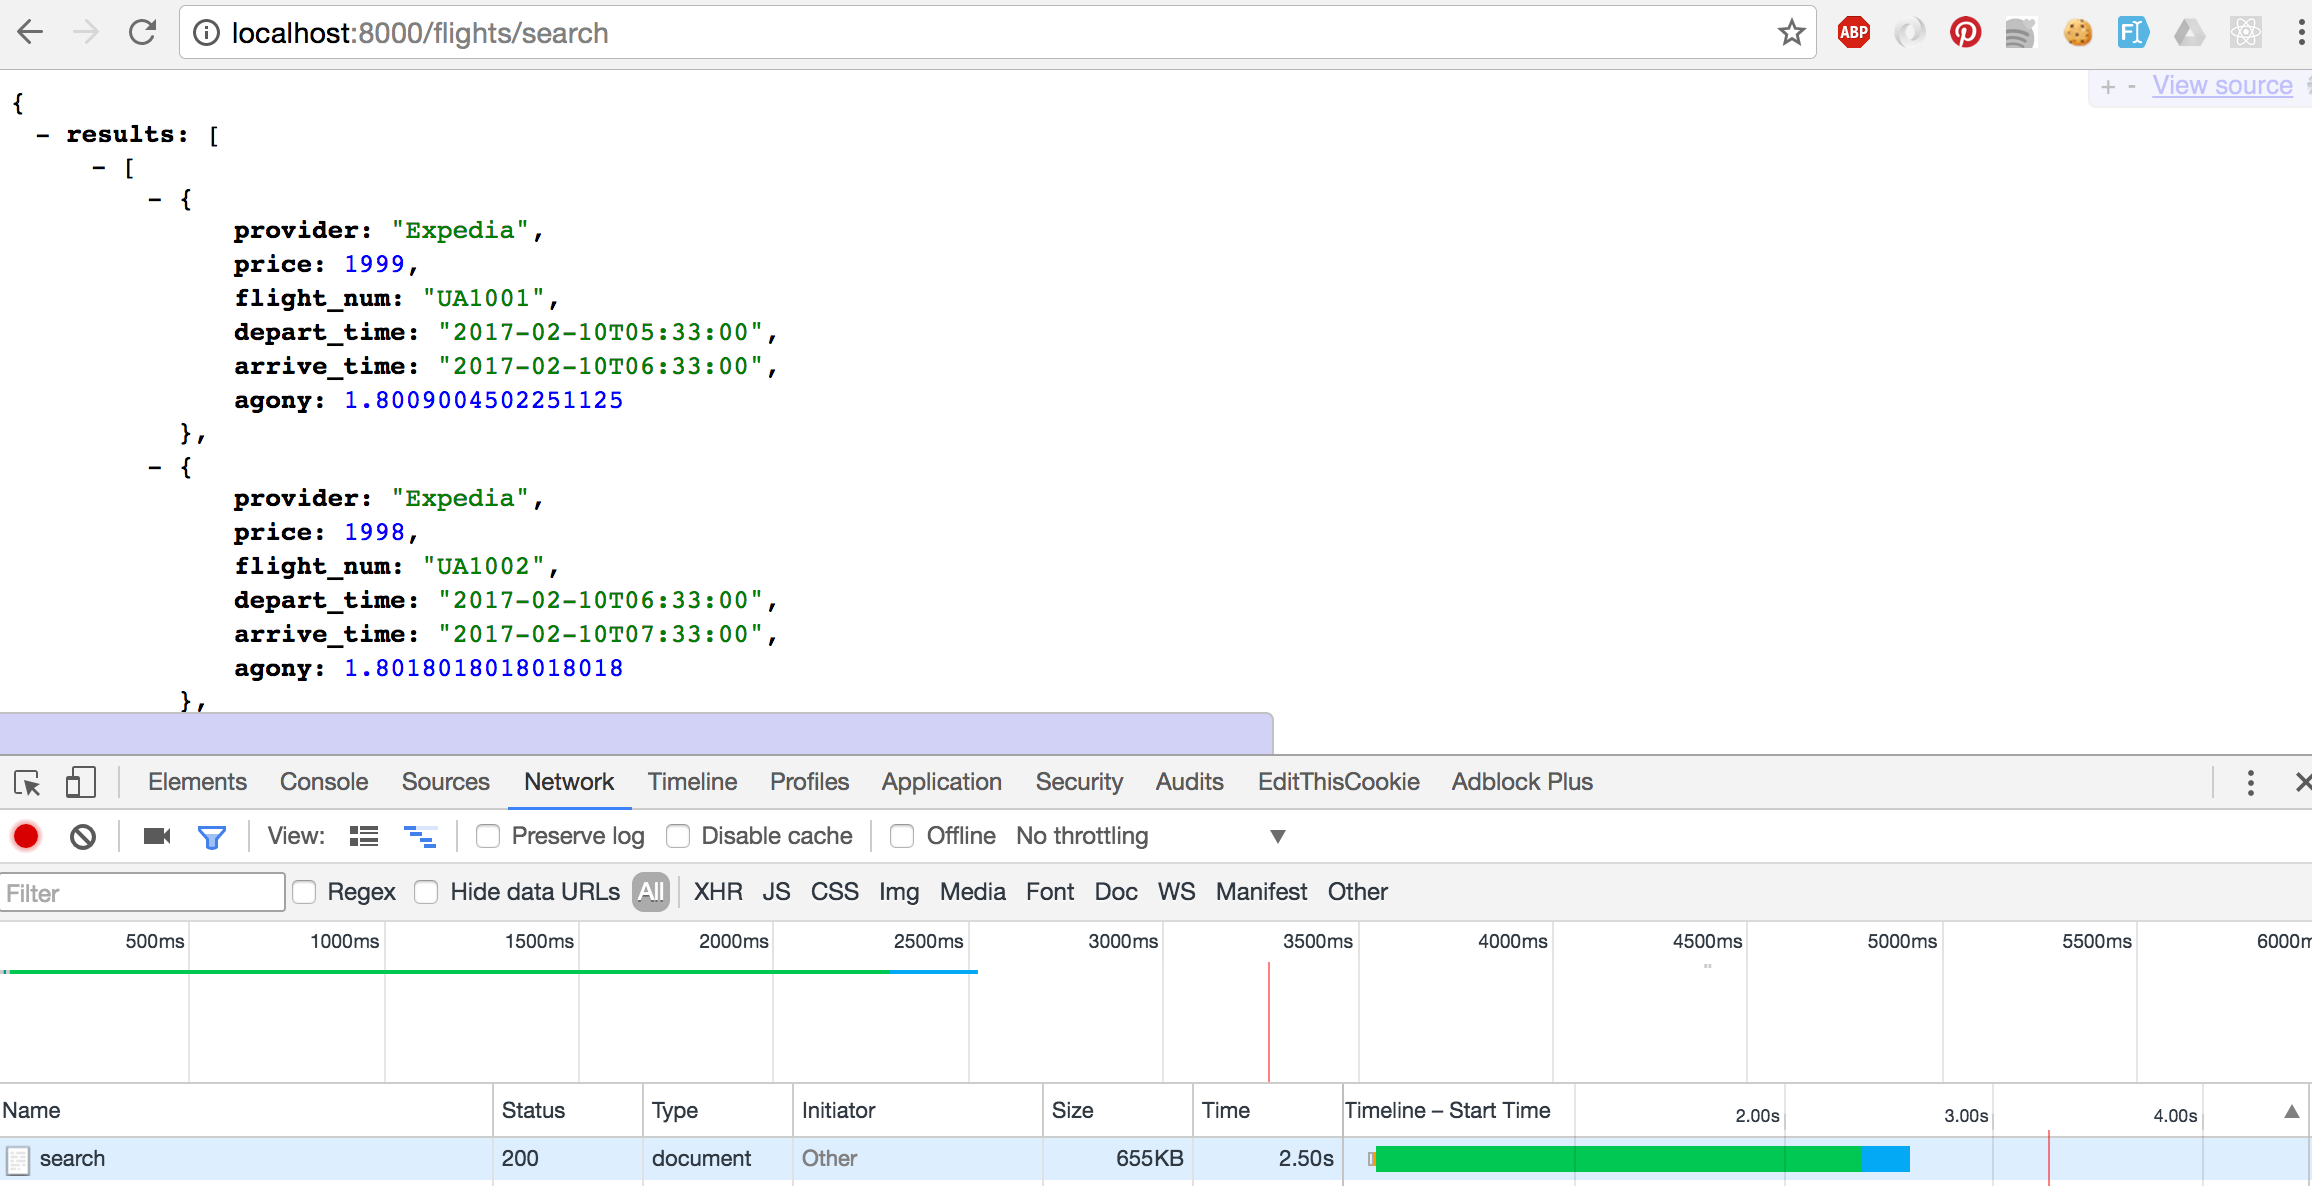 localhost:8000/flights/search
ABP
+ - View source
{
- results: [
- [
- {
provider: "Expedia",
price: 1999,
flight_num: "UA1001",
depart_time: "2017-02-10T05:33:00",
arrive_time: "2017-02-10T06:33:00",
agony: 1.8009004502251125
},
- {
provider: "Expedia",
price: 1998,
flight_num: "UA1002",
depart_time: "2017-02-10T06:33:00",
arrive_time: "2017-02-10T07:33:00",
agony: 1.8018018018018018
},
Elements Console Sources Network Timeline Profiles Application Security Audits EditThisCookie Adblock Plus
View: Preserve log Disable cache Offline No throttling
Filter Regex Hide data URLs All XHR JS CSS Img Media Font Doc WS Manifest Other
500ms 1000ms 1500ms 2000ms 2500ms 3000ms 3500ms 4000ms 4500ms 5000ms 5500ms
Name Status Type Initiator Size Time Timeline – Start Time 2.00s 3.00s 4.00s
search 200 document Other 655KB 2.50s